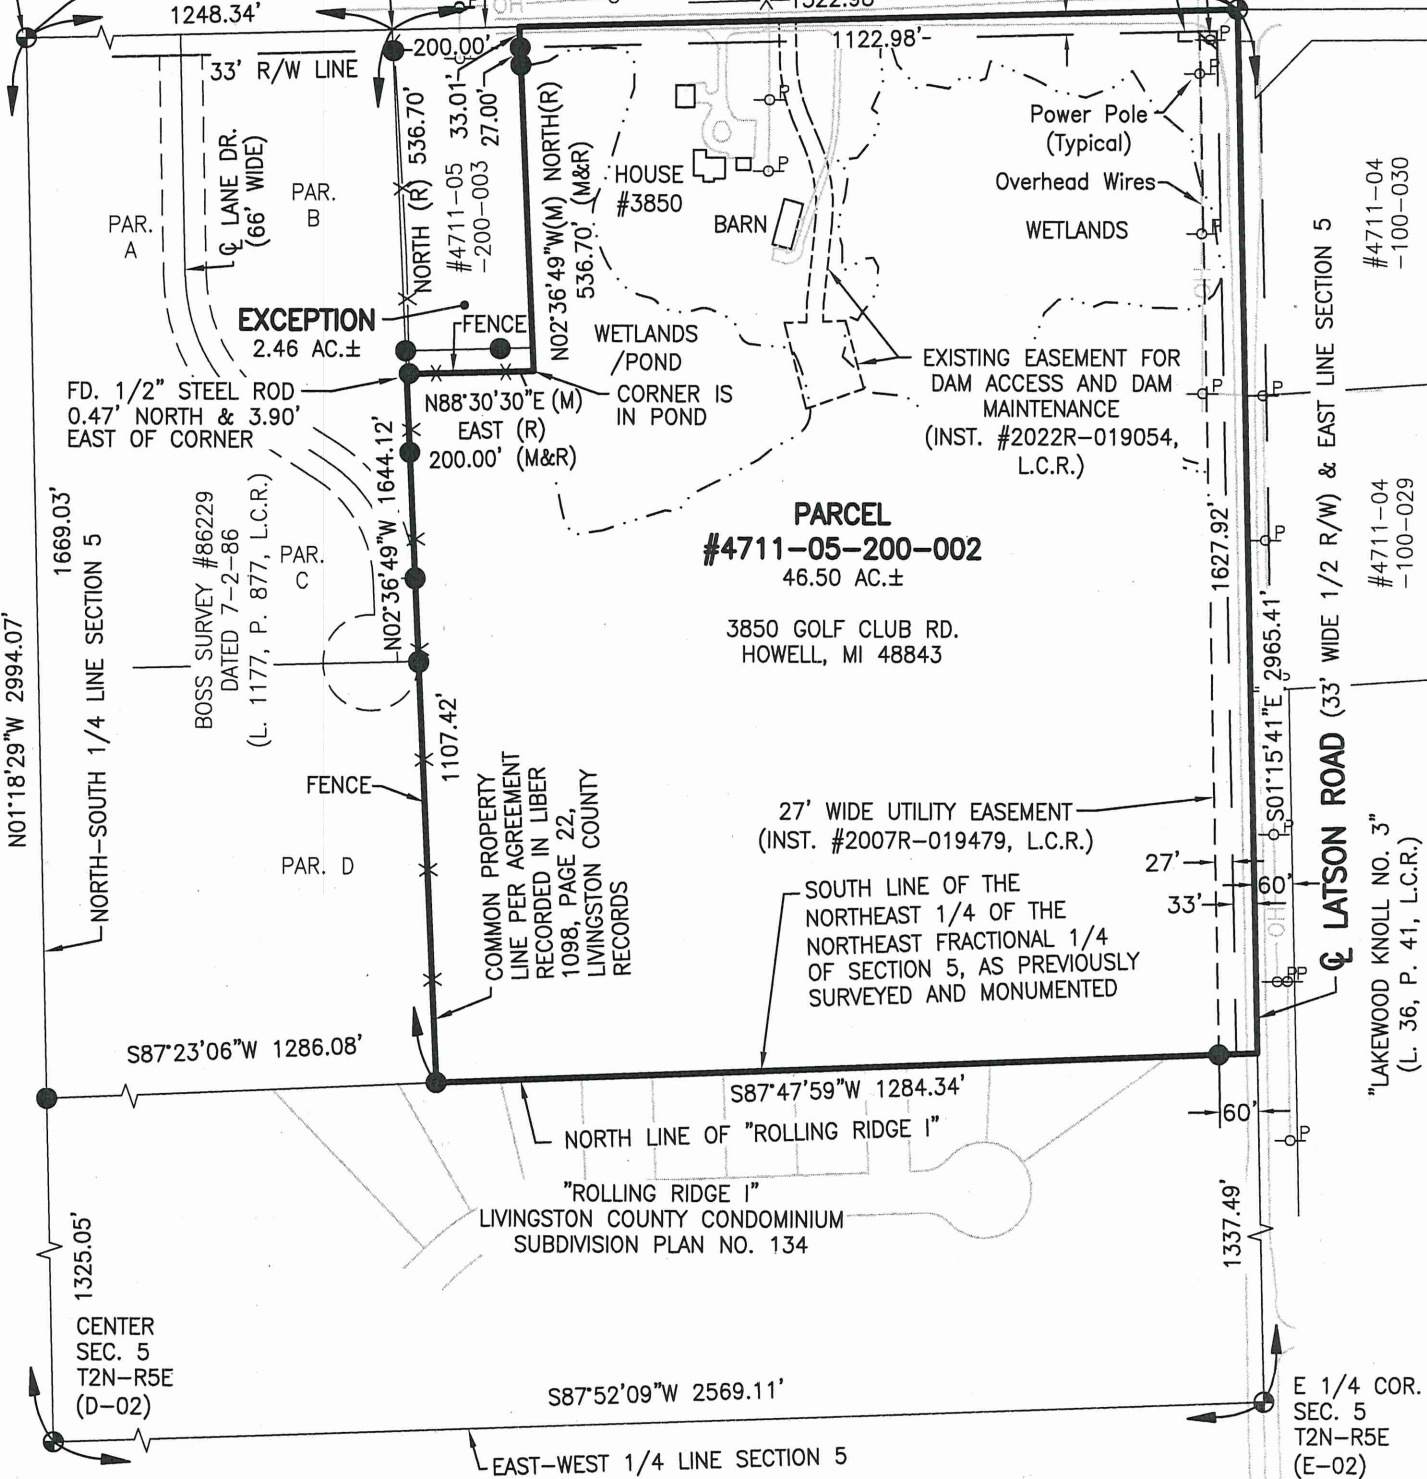 1248.34'
OH
1322.98'
-200.00'
1122.98'-
33' R/W LINE
33.01'
27.00'
NORTH (R) 536.70'
#4711-05
-200-003
N02°36'49"W(M) NORTH(R)
536.70' (M&R)
℄ LANE DR.
(66' WIDE)
PAR.
A
PAR.
B
HOUSE
#3850
BARN
P
P
P
P
Power Pole
(Typical)
Overhead Wires
WETLANDS
P
OH
#4711-04
-100-030
EXCEPTION
2.46 AC.±
FENCE
WETLANDS
/POND
CORNER IS
IN POND
FD. 1/2" STEEL ROD
0.47' NORTH & 3.90'
EAST OF CORNER
N88°30'30"E (M)
EAST (R)
200.00' (M&R)
EXISTING EASEMENT FOR
DAM ACCESS AND DAM
MAINTENANCE
(INST. #2022R-019054,
L.C.R.)
P
P
P
#4711-04
-100-029
PARCEL
#4711-05-200-002
46.50 AC.±
3850 GOLF CLUB RD.
HOWELL, MI 48843
N01°18'29"W 2994.07'
1669.03'
NORTH-SOUTH 1/4 LINE SECTION 5
BOSS SURVEY #86229
DATED 7-2-86
(L. 1177, P. 877, L.C.R.)
PAR.
C
N02°36'49"W 1644.12'
1107.42'
FENCE
PAR. D
COMMON PROPERTY
LINE PER AGREEMENT
RECORDED IN LIBER
1098, PAGE 22,
LIVINGSTON COUNTY
RECORDS
27' WIDE UTILITY EASEMENT
(INST. #2007R-019479, L.C.R.)
SOUTH LINE OF THE
NORTHEAST 1/4 OF THE
NORTHEAST FRACTIONAL 1/4
OF SECTION 5, AS PREVIOUSLY
SURVEYED AND MONUMENTED
1627.92'
S01°15'41"E 2965.41'
27'
60'
33'
P
OH
PP
℄ LATSON ROAD (33' WIDE 1/2 R/W) & EAST LINE SECTION 5
"LAKEWOOD KNOLL NO. 3"
(L. 36, P. 41, L.C.R.)
S87°23'06"W 1286.08'
S87°47'59"W 1284.34'
60'
P
NORTH LINE OF "ROLLING RIDGE I"
"ROLLING RIDGE I"
LIVINGSTON COUNTY CONDOMINIUM
SUBDIVISION PLAN NO. 134
1325.05'
1337.49'
CENTER
SEC. 5
T2N-R5E
(D-02)
S87°52'09"W 2569.11'
EAST-WEST 1/4 LINE SECTION 5
E 1/4 COR.
SEC. 5
T2N-R5E
(E-02)